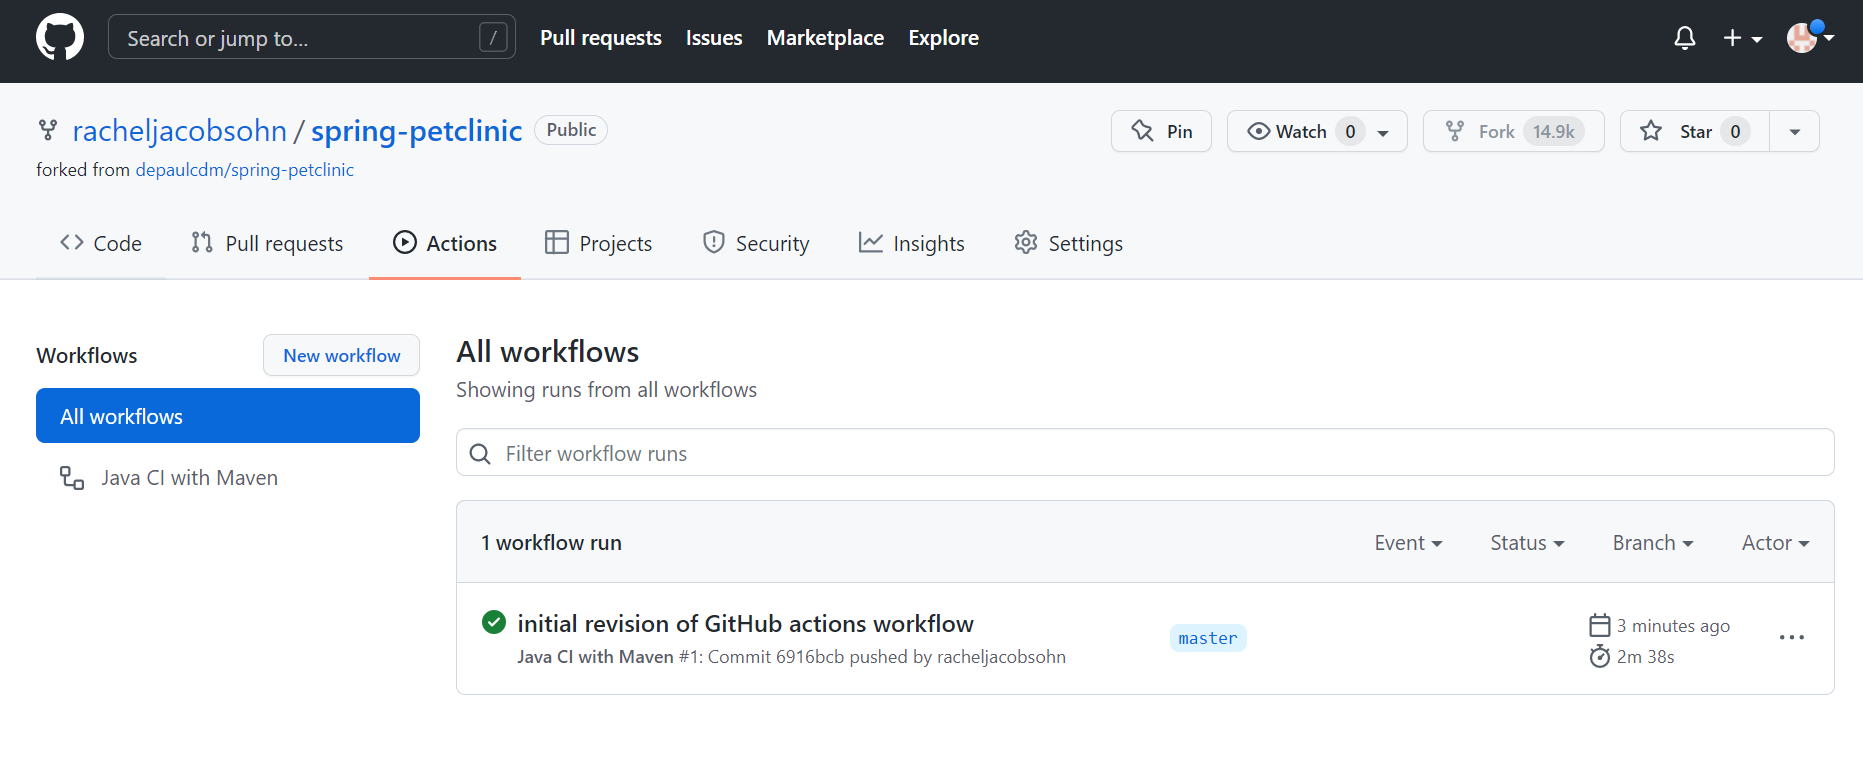 Search or jump to... / Pull requests Issues Marketplace Explore
racheljacobsohn / spring-petclinic Public Pin Watch 0 Fork 14.9k Star 0
forked from depaulcdm/spring-petclinic
Code Pull requests Actions Projects Security Insights Settings
Workflows New workflow
All workflows
Java CI with Maven
All workflows
Showing runs from all workflows
Filter workflow runs
1 workflow run Event Status Branch Actor
initial revision of GitHub actions workflow
Java CI with Maven #1: Commit 6916bcb pushed by racheljacobsohn
master
3 minutes ago
2m 38s